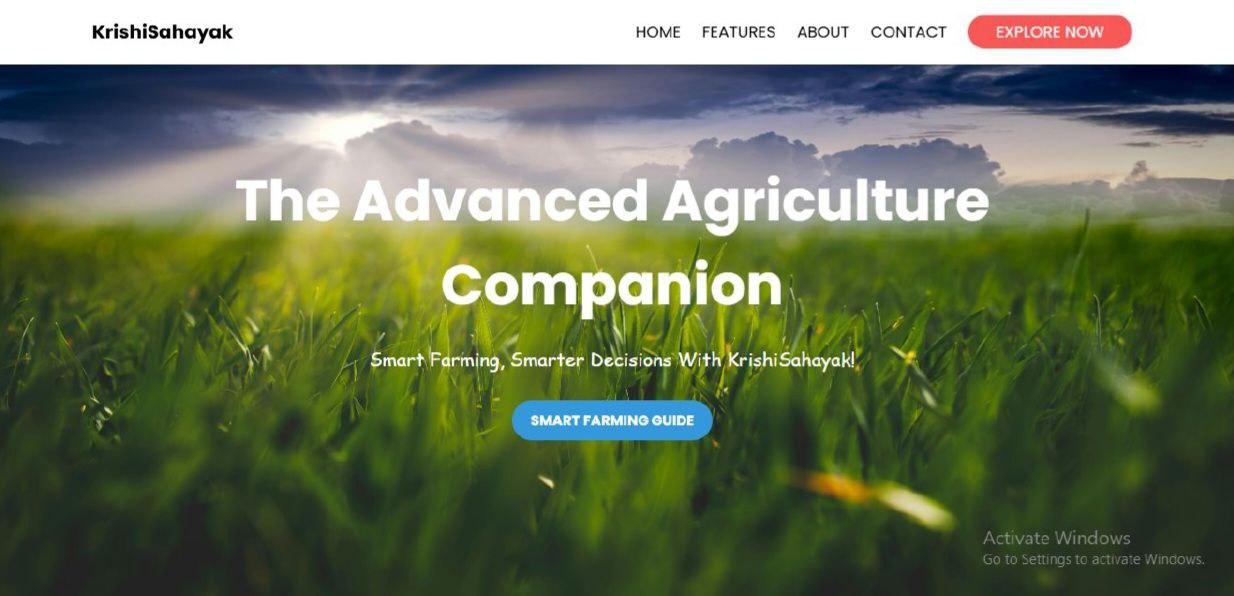 KrishiSahayak
HOME FEATURES ABOUT CONTACT EXPLORE NOW
The Advanced Agriculture
Companion
Smart Farming, Smarter Decisions With KrishiSahayak!
SMART FARMING GUIDE
Activate Windows
Go to Settings to activate Windows.